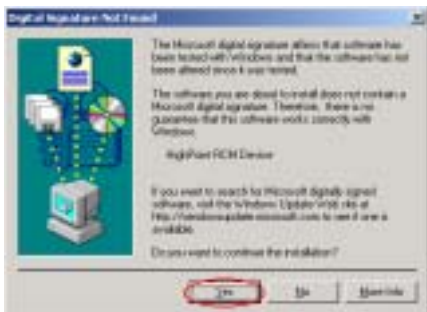 Digital Signature Not Found
The Microsoft digital signature affirms that software has
been tested with Windows and that the software has not
been altered since it was tested.
The software you are about to install does not contain a
Microsoft digital signature. Therefore, there is no
guarantee that this software works correctly with
Windows.
HighPoint RCM Device
If you want to search for Microsoft digitally signed
software, visit the Windows Update Web site at
http://windowsupdate.microsoft.com to see if one is
available.
Do you want to continue the installation?
Yes
No
More Info